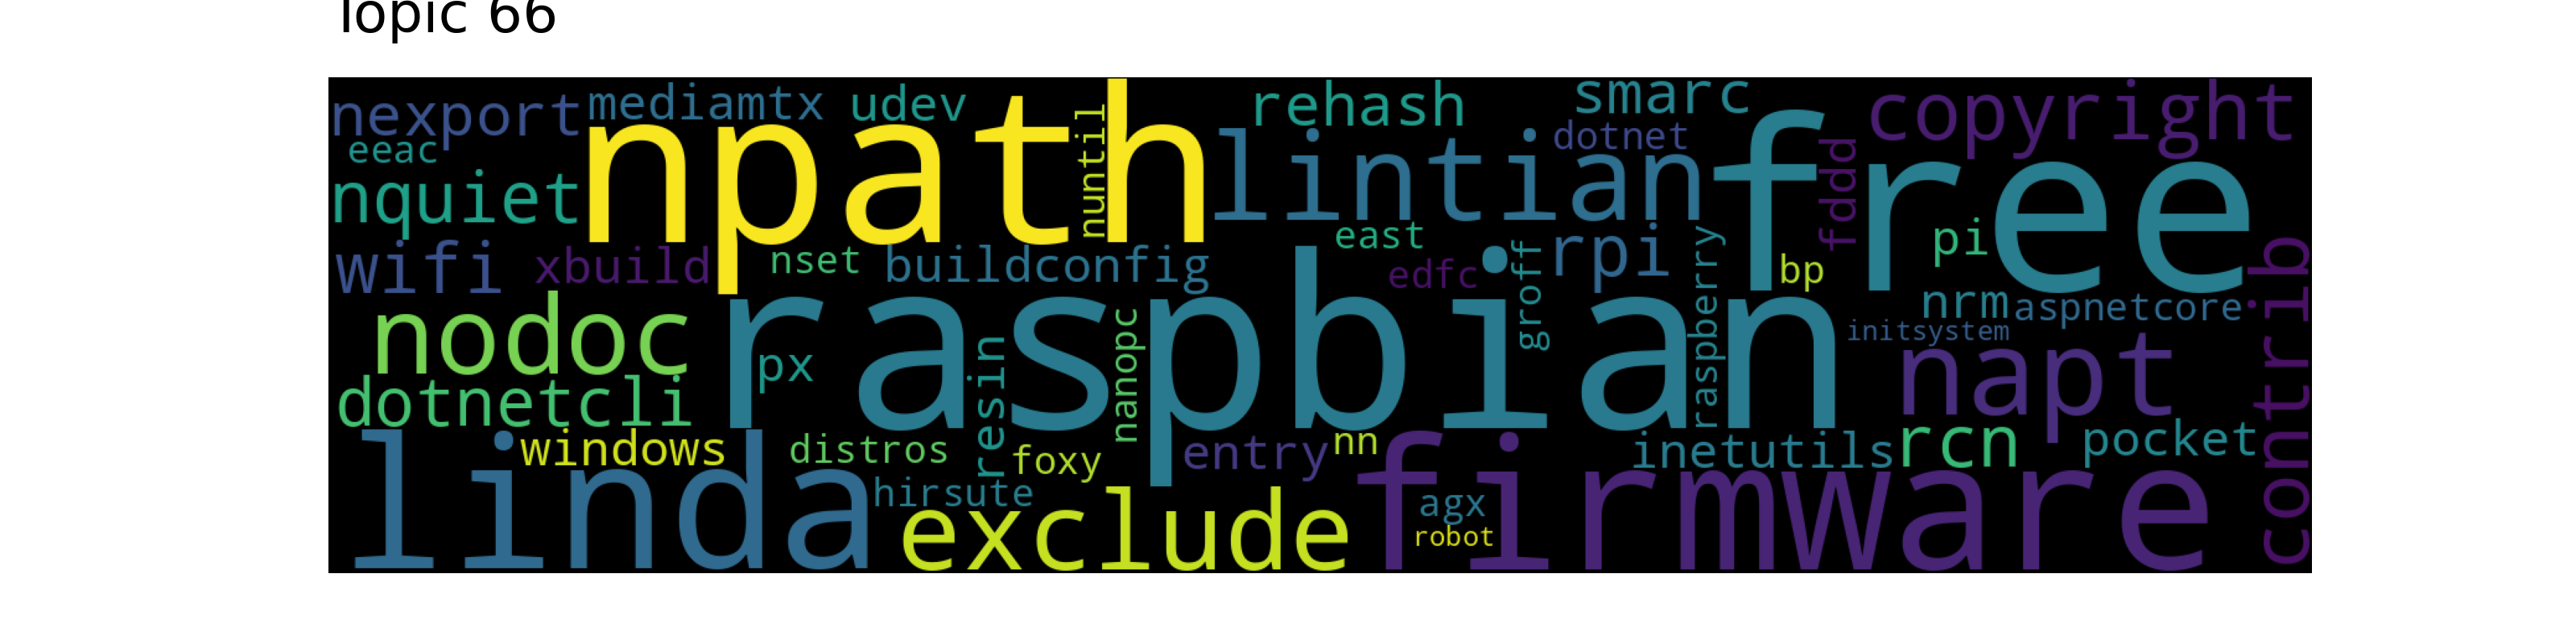 Topic 66
nexport mediamtx udev nuntil rehash smarc copyright
eeac npath lintian dotnet free fddd
nquiet
wifi xbuild nset buildconfig east edfc groff rpi raspberry bp pi contrib
nodoc raspbian px resin nanopc nrm aspnetcore
initsystem
dotnetcli napt
linda windows distros foxy entry nn inetutils rcn pocket
hirsute exclude firmware agx
robot